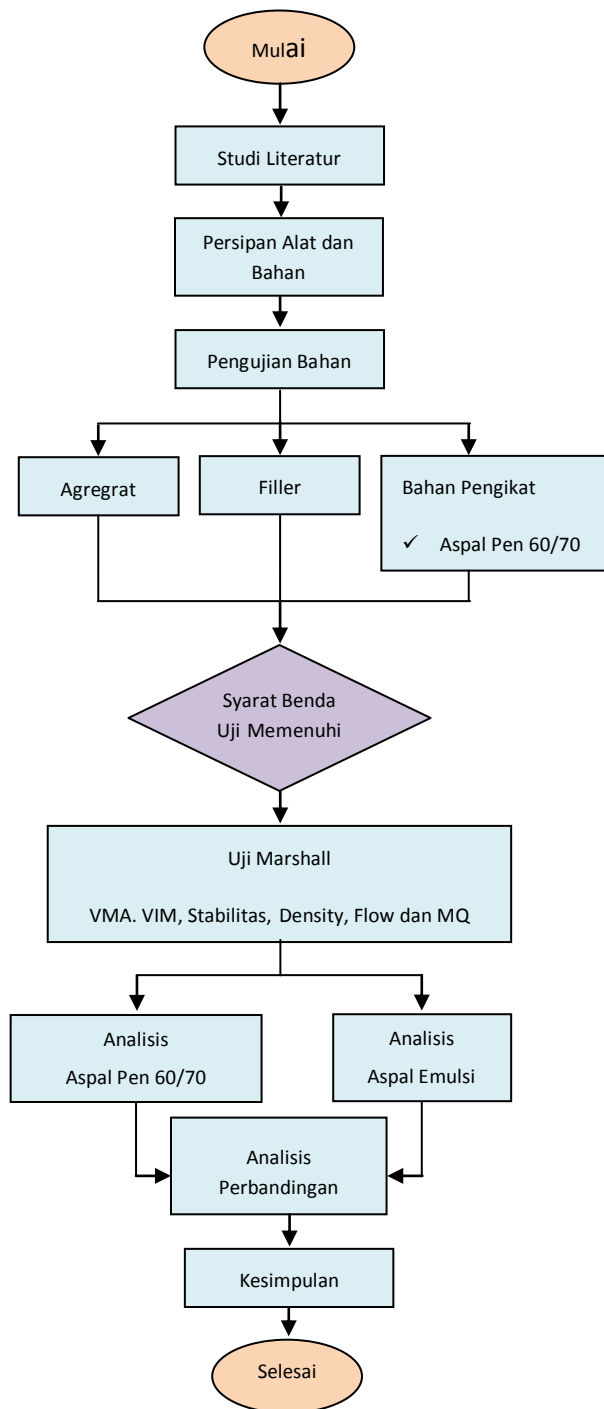 Mulai
Studi Literatur
Persipan Alat dan
Bahan
Pengujian Bahan
Agregrat
Filler
Bahan Pengikat
✓ Aspal Pen 60/70
Syarat Benda
Uji Memenuhi
Uji Marshall
VMA. VIM, Stabilitas, Density, Flow dan MQ
Analisis
Aspal Pen 60/70
Analisis
Aspal Emulsi
Analisis
Perbandingan
Kesimpulan
Selesai